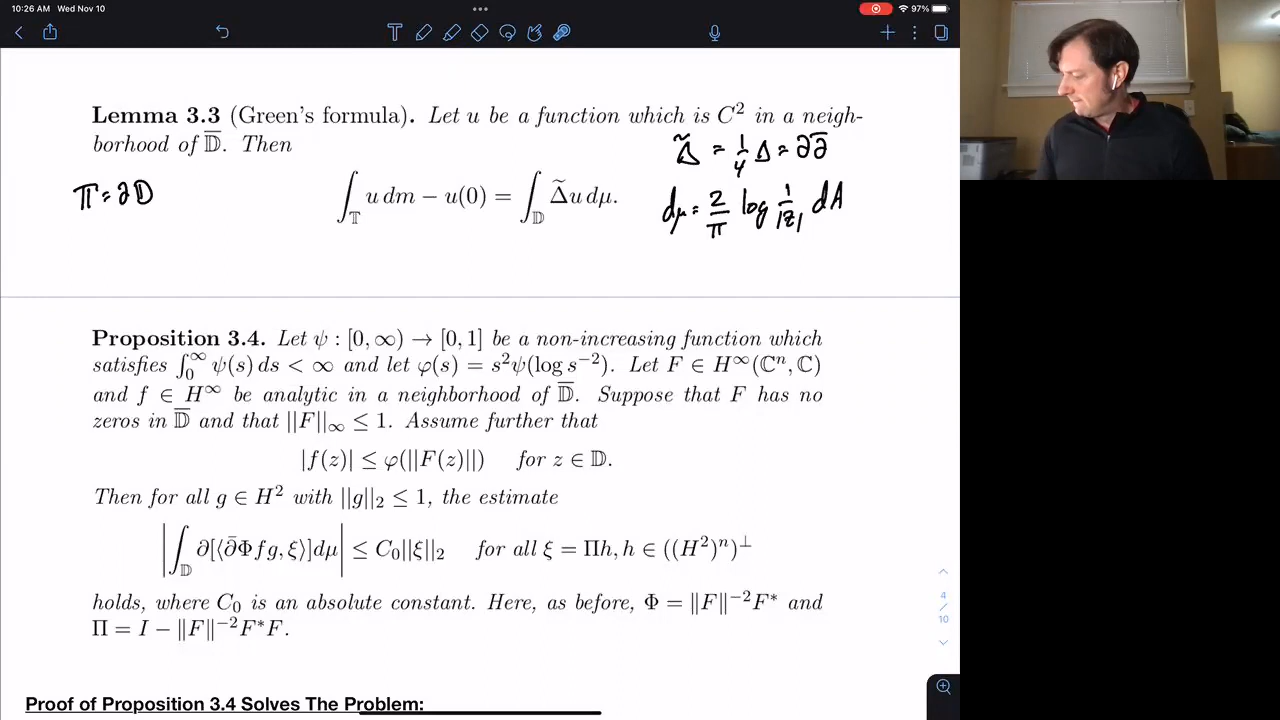 10:26 AM Wed Nov 10
97%
Lemma 3.3 (Green's formula). Let u be a function which is C² in a neigh-
borhood of 𝔻̅. Then
Δ̃ = 1/4 Δ = ∂∂̅
𝕋 = ∂𝔻
∫_𝕋 u dm − u(0) = ∫_𝔻 Δ̃u dμ.
dμ = 2/π log 1/|z| dA
Proposition 3.4. Let ψ : [0, ∞) → [0, 1] be a non-increasing function which
satisfies ∫₀^∞ ψ(s) ds < ∞ and let φ(s) = s²ψ(log s⁻²). Let F ∈ H^∞(ℂⁿ, ℂ)
and f ∈ H^∞ be analytic in a neighborhood of 𝔻̅. Suppose that F has no
zeros in 𝔻̅ and that ||F||_∞ ≤ 1. Assume further that
|f(z)| ≤ φ(||F(z)||) for z ∈ 𝔻.
Then for all g ∈ H² with ||g||₂ ≤ 1, the estimate
|∫_𝔻 ∂[⟨∂̄Φfg, ξ⟩]dμ| ≤ C₀||ξ||₂ for all ξ = Πh, h ∈ ((H²)ⁿ)^⊥
holds, where C₀ is an absolute constant. Here, as before, Φ = ‖F‖⁻²F* and
Π = I − ‖F‖⁻²F*F.
4
/
10
Proof of Proposition 3.4 Solves The Problem: